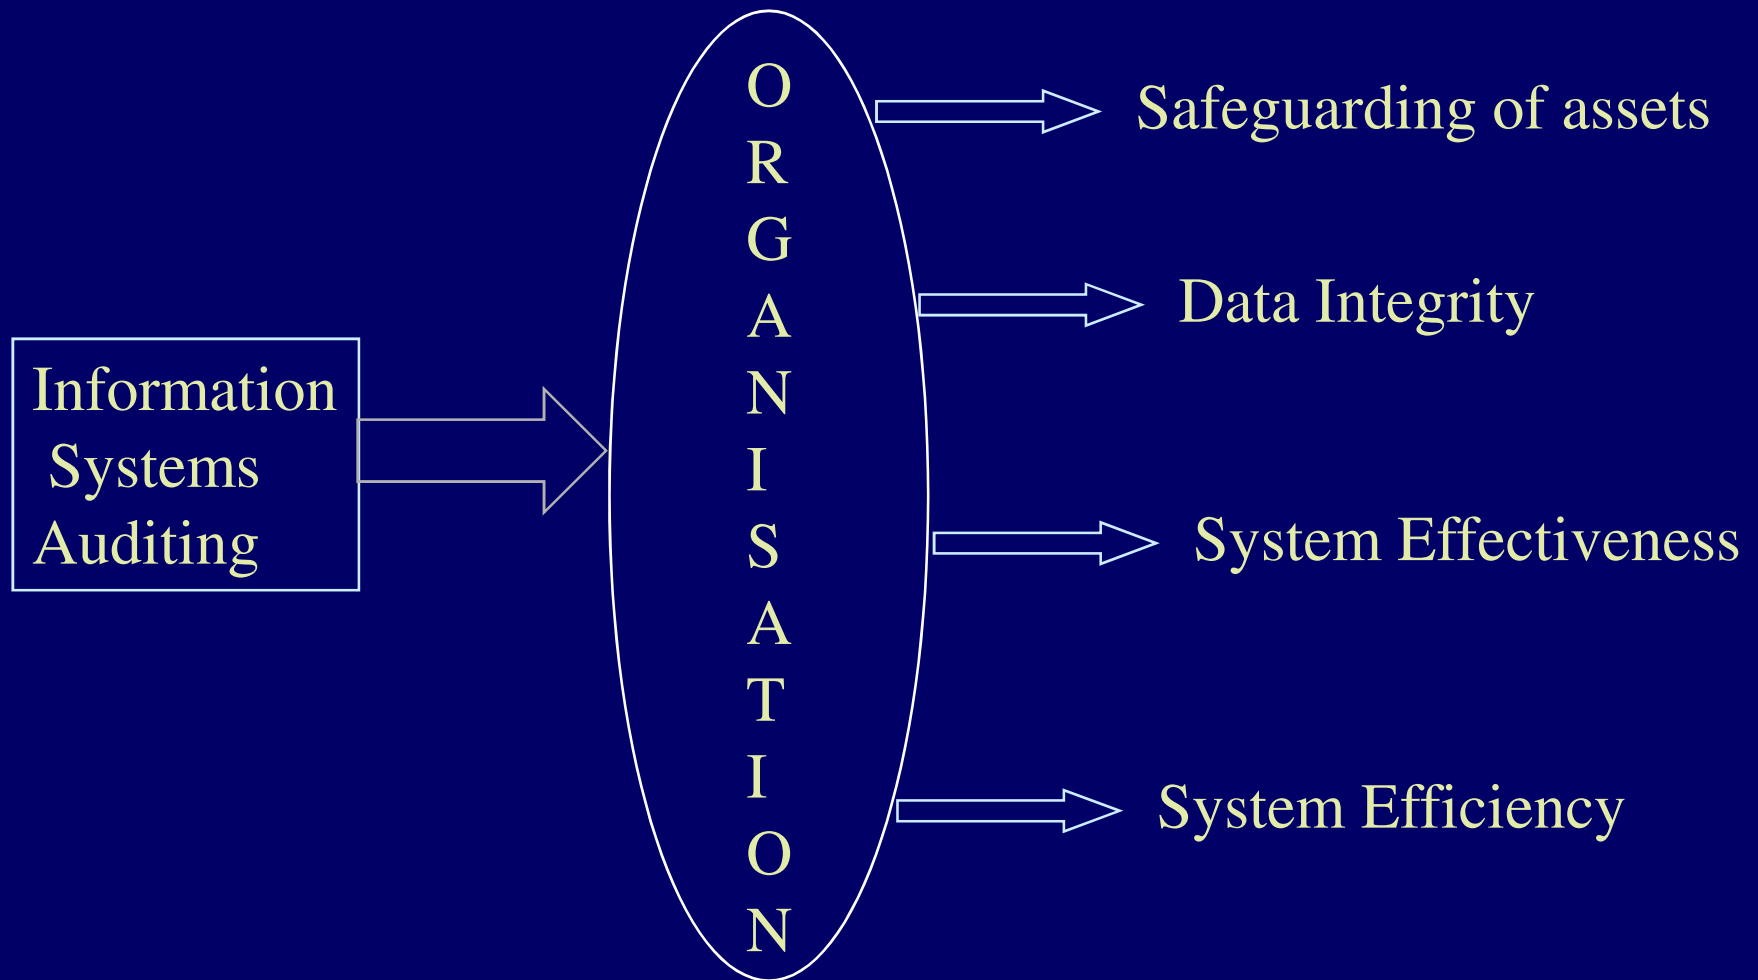 Information
Systems
Auditing
O
R
G
A
N
I
S
A
T
I
O
N
Safeguarding of assets
Data Integrity
System Effectiveness
System Efficiency